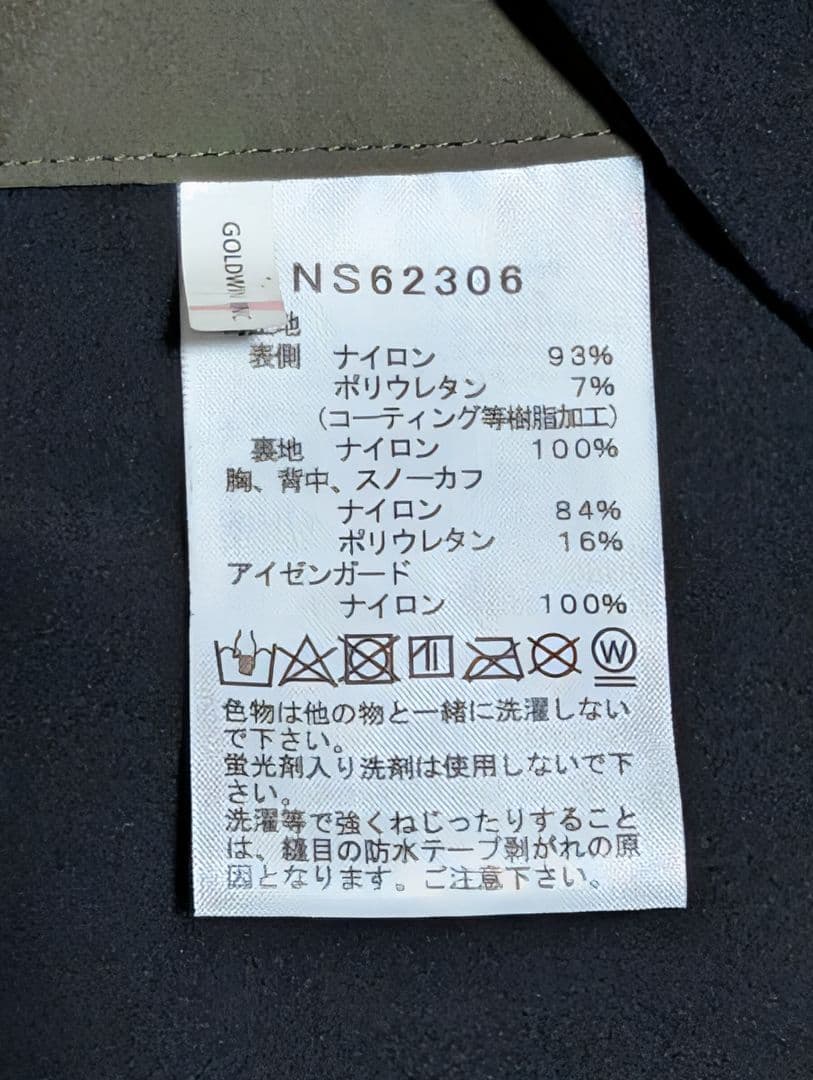 GOLDWIN INC
NS62306
地
表側 ナイロン 93%
ポリウレタン 7%
(コーティング等樹脂加工)
裏地 ナイロン 100%
胸、背中、スノーカフ
ナイロン 84%
ポリウレタン 16%
アイゼンガード
ナイロン 100%
W
色物は他の物と一緒に洗濯しない
で下さい。
蛍光剤入り洗剤は使用しないで下
さい。
洗濯等で強くねじったりすること
は、縫目の防水テープ剥がれの原
因となります。ご注意下さい。